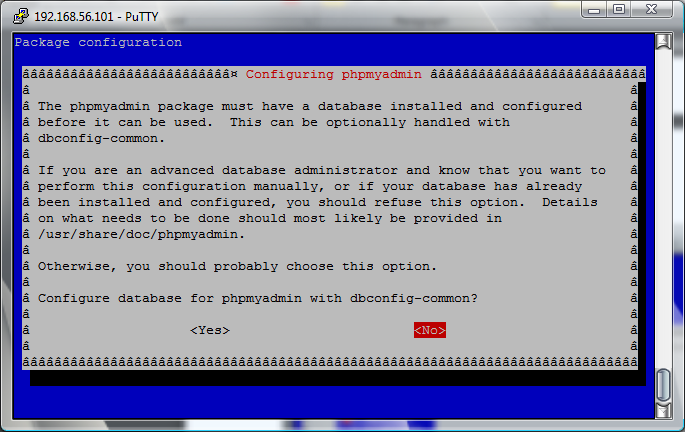 192.168.56.101 - PuTTY
Package configuration
âââââââââââââââââââââââââ¤ Configuring phpmyadmin âââââââââââââââââââââââââââ
â â
â The phpmyadmin package must have a database installed and configured â
â before it can be used.  This can be optionally handled with â
â dbconfig-common. â
â â
â If you are an advanced database administrator and know that you want to â
â perform this configuration manually, or if your database has already â
â been installed and configured, you should refuse this option.  Details â
â on what needs to be done should most likely be provided in â
â /usr/share/doc/phpmyadmin. â
â â
â Otherwise, you should probably choose this option. â
â â
â Configure database for phpmyadmin with dbconfig-common? â
â â
â <Yes> <No> â
â â
âââââââââââââââââââââââââââââââââââââââââââââââââââââââââââââââââââââââââââââ